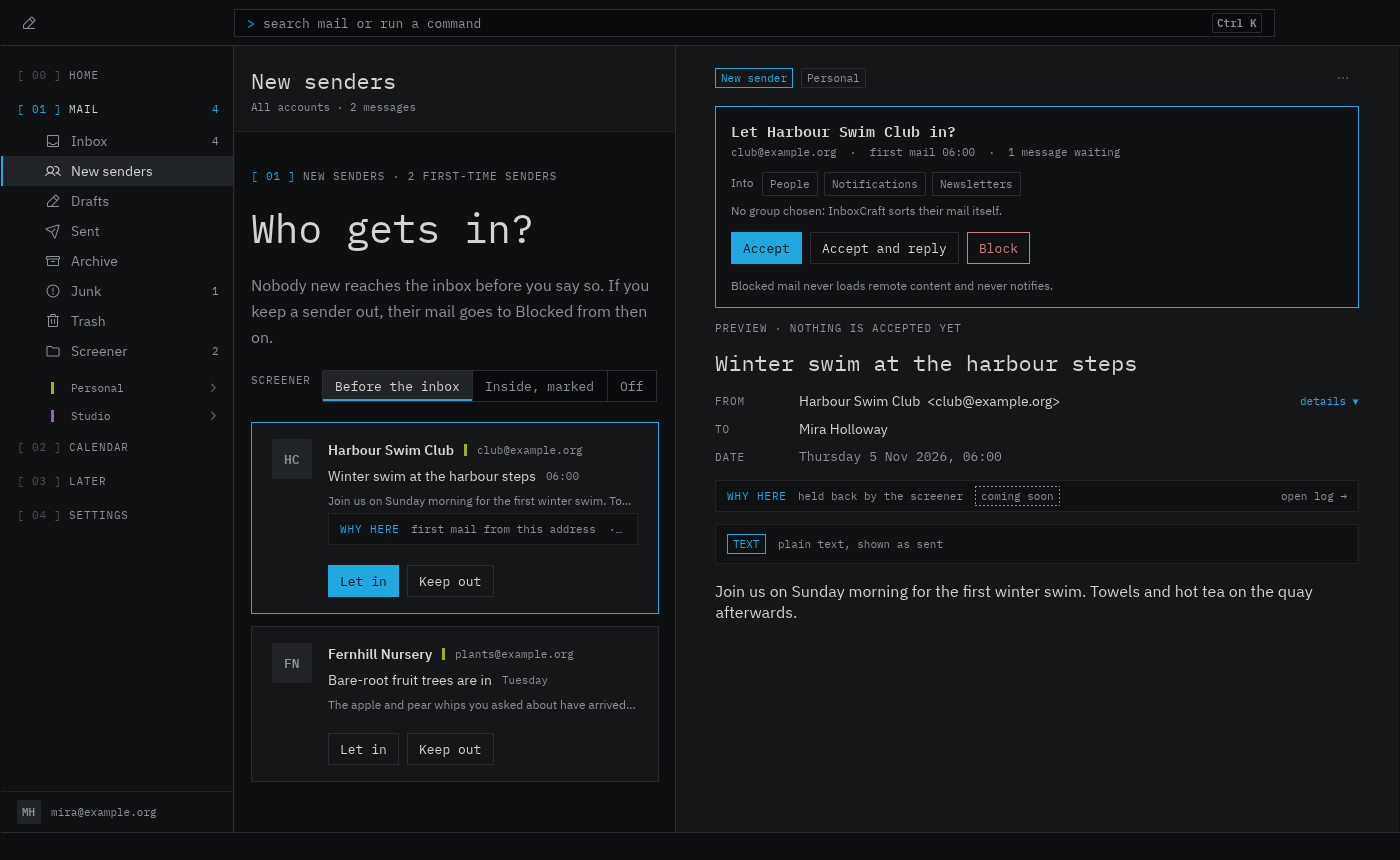 > search mail or run a command
Ctrl K
[ 00 ] HOME
[ 01 ] MAIL 4
Inbox 4
New senders
Drafts
Sent
Archive
Junk 1
Trash
Screener 2
Personal
Studio
[ 02 ] CALENDAR
[ 03 ] LATER
[ 04 ] SETTINGS
MH mira@example.org
New senders
All accounts · 2 messages
[ 01 ] NEW SENDERS · 2 FIRST-TIME SENDERS
Who gets in?
Nobody new reaches the inbox before you say so. If you
keep a sender out, their mail goes to Blocked from then
on.
SCREENER Before the inbox Inside, marked Off
HC Harbour Swim Club club@example.org
Winter swim at the harbour steps 06:00
Join us on Sunday morning for the first winter swim. To…
WHY HERE first mail from this address ·…
Let in Keep out
FN Fernhill Nursery plants@example.org
Bare-root fruit trees are in Tuesday
The apple and pear whips you asked about have arrived…
Let in Keep out
New sender Personal ···
Let Harbour Swim Club in?
club@example.org · first mail 06:00 · 1 message waiting
Into People Notifications Newsletters
No group chosen: InboxCraft sorts their mail itself.
Accept Accept and reply Block
Blocked mail never loads remote content and never notifies.
PREVIEW · NOTHING IS ACCEPTED YET
Winter swim at the harbour steps
FROM Harbour Swim Club <club@example.org> details ▾
TO Mira Holloway
DATE Thursday 5 Nov 2026, 06:00
WHY HERE held back by the screener coming soon open log →
TEXT plain text, shown as sent
Join us on Sunday morning for the first winter swim. Towels and hot tea on the quay
afterwards.